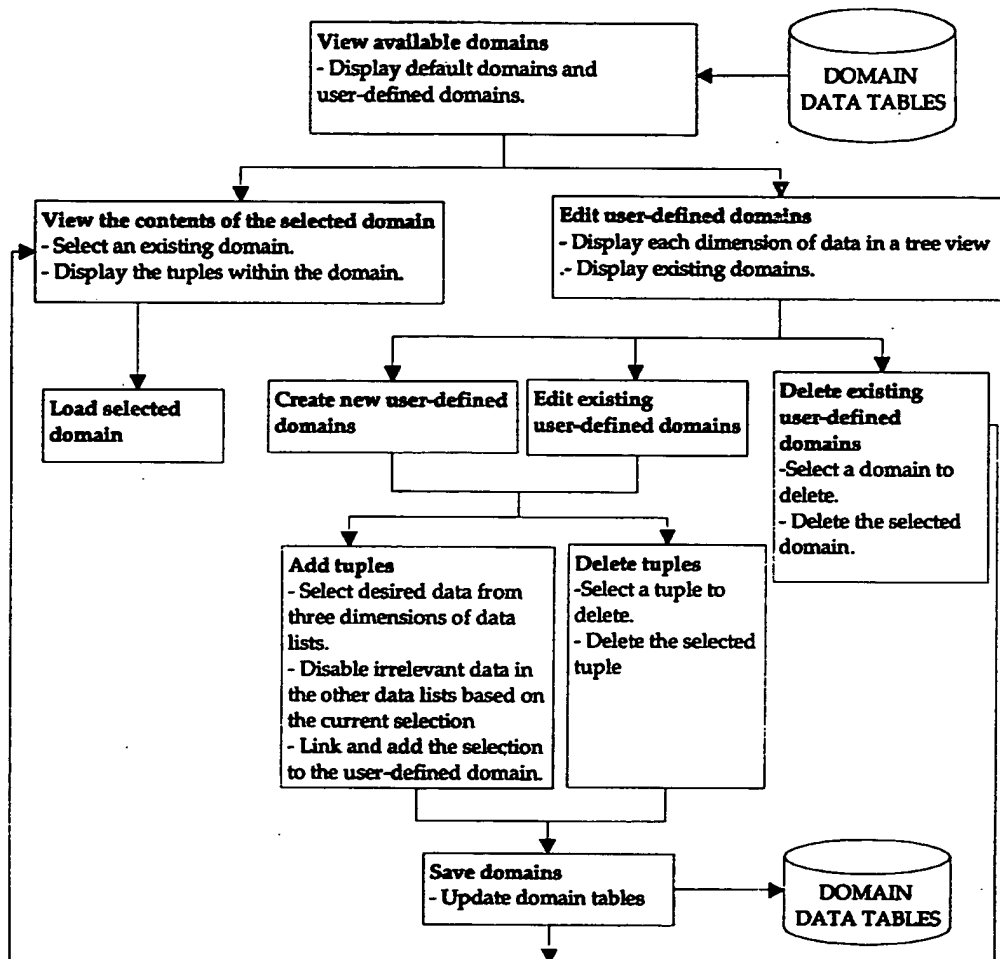 View available domains
- Display default domains and
user-defined domains.
DOMAIN
DATA TABLES
View the contents of the selected domain
- Select an existing domain.
- Display the tuples within the domain.
Edit user-defined domains
- Display each dimension of data in a tree view
.- Display existing domains.
Load selected
domain
Create new user-defined
domains
Edit existing
user-defined domains
Delete existing
user-defined
domains
-Select a domain to
delete.
- Delete the selected
domain.
Add tuples
- Select desired data from
three dimensions of data
lists.
- Disable irrelevant data in
the other data lists based on
the current selection
- Link and add the selection
to the user-defined domain.
Delete tuples
-Select a tuple to
delete.
- Delete the selected
tuple
Save domains
- Update domain tables
DOMAIN
DATA TABLES